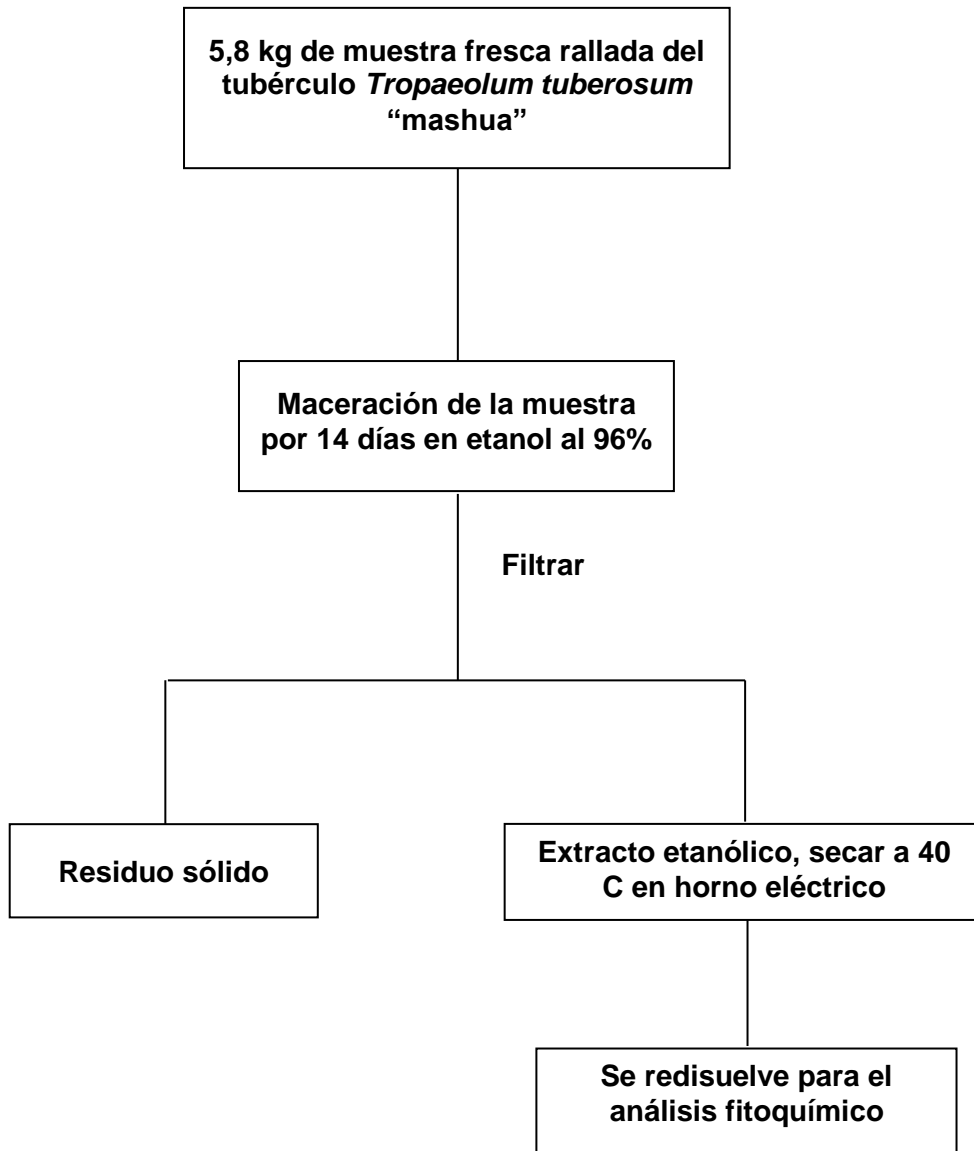 5,8 kg de muestra fresca rallada del
tubérculo Tropaeolum tuberosum
“mashua”
Maceración de la muestra
por 14 días en etanol al 96%
Filtrar
Residuo sólido
Extracto etanólico, secar a 40
C en horno eléctrico
Se redisuelve para el
análisis fitoquímico